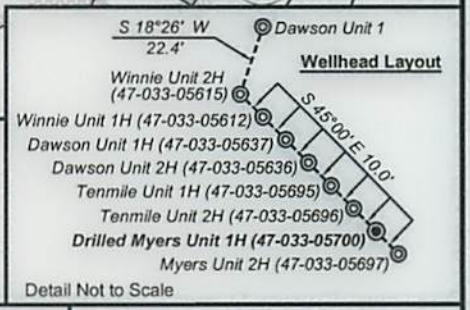 S 18°26' W
22.4'
Dawson Unit 1
Wellhead Layout
Winnie Unit 2H
(47-033-05615)
S 45°00' E 10.0'
Winnie Unit 1H (47-033-05612)
Dawson Unit 1H (47-033-05637)
Dawson Unit 2H (47-033-05636)
Tenmile Unit 1H (47-033-05695)
Tenmile Unit 2H (47-033-05696)
Drilled Myers Unit 1H (47-033-05700)
Myers Unit 2H (47-033-05697)
Detail Not to Scale